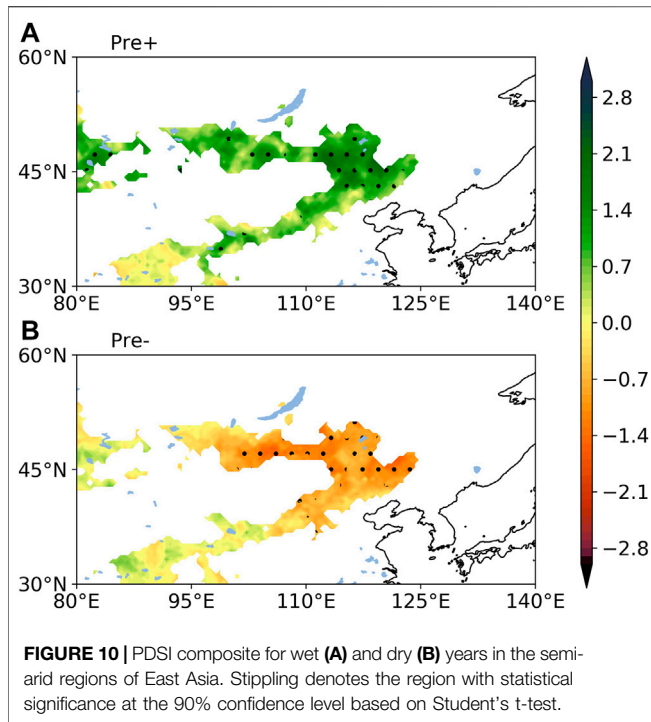 A
Pre+
60°N
45°N
30°N
80°E 95°E 110°E 125°E 140°E
B
Pre-
60°N
45°N
30°N
80°E 95°E 110°E 125°E 140°E
2.8
2.1
1.4
0.7
0.0
−0.7
−1.4
−2.1
−2.8
FIGURE 10 | PDSI composite for wet (A) and dry (B) years in the semi-
arid regions of East Asia. Stippling denotes the region with statistical
significance at the 90% confidence level based on Student's t-test.